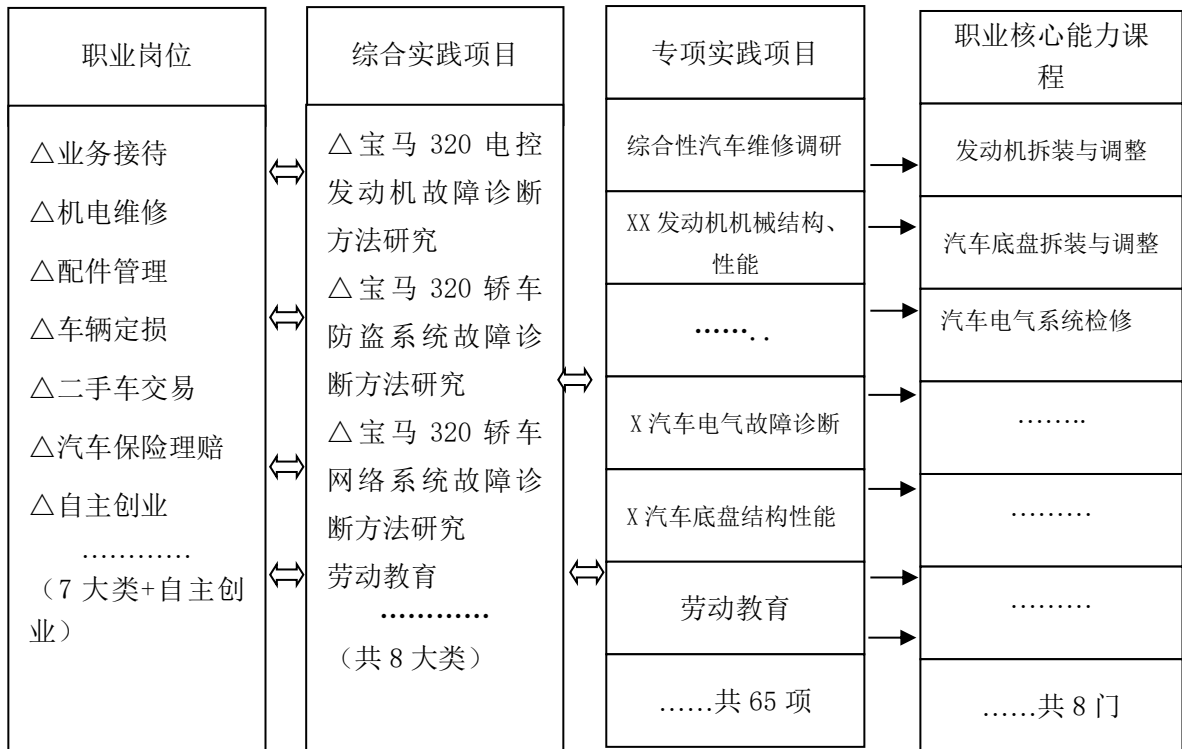 职业岗位
△业务接待
△机电维修
△配件管理
△车辆定损
△二手车交易
△汽车保险理赔
△自主创业
…………
（7 大类+自主创
业）
综合实践项目
△宝马 320 电控
发动机故障诊断
方法研究
△宝马 320 轿车
防盗系统故障诊
断方法研究
△宝马 320 轿车
网络系统故障诊
断方法研究
劳动教育
…………
（共 8 大类）
专项实践项目
综合性汽车维修调研
XX 发动机机械结构、
性能
……..
X 汽车电气故障诊断
X 汽车底盘结构性能
劳动教育
……共 65 项
职业核心能力课
程
发动机拆装与调整
汽车底盘拆装与调整
汽车电气系统检修
……..
………
………
……共 8 门